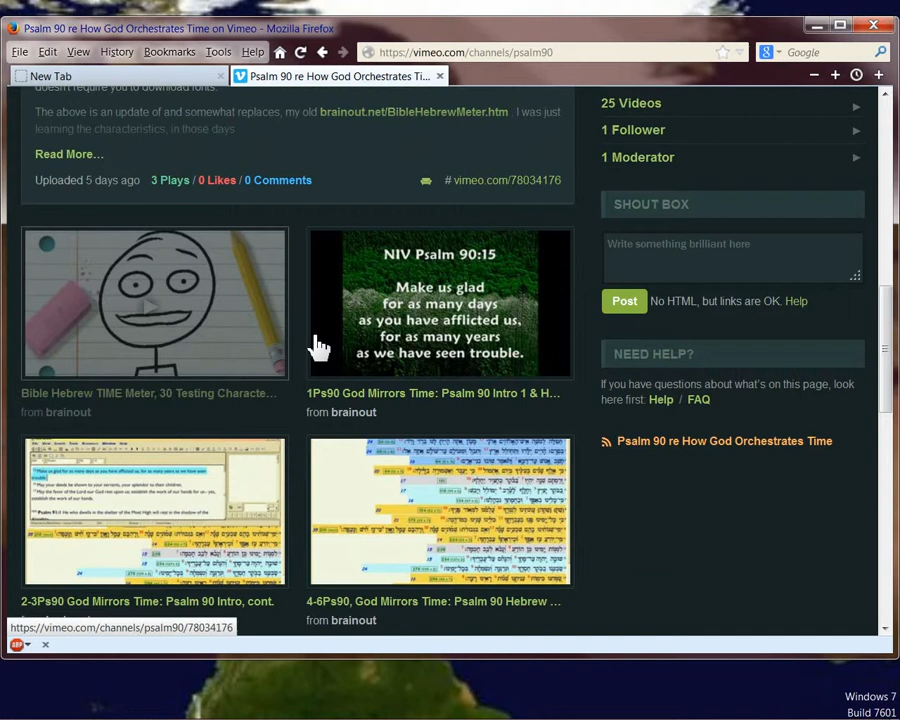 Psalm 90 re How God Orchestrates Time on Vimeo - Mozilla Firefox
File Edit View History Bookmarks Tools Help
https://vimeo.com/channels/psalm90
Google
New Tab
Psalm 90 re How God Orchestrates Ti...
doesn't require you to download fonts.
The above is an update of and somewhat replaces, my old brainout.net/BibleHebrewMeter.htm I was just
learning the characteristics, in those days
Read More…
Uploaded 5 days ago 3 Plays / 0 Likes / 0 Comments
# vimeo.com/78034176
25 Videos
1 Follower
1 Moderator
SHOUT BOX
Write something brilliant here
Post No HTML, but links are OK. Help
NEED HELP?
If you have questions about what's on this page, look
here first: Help / FAQ
Psalm 90 re How God Orchestrates Time
NIV Psalm 90:15
Make us glad
for as many days
as you have afflicted us,
for as many years
as we have seen trouble.
Bible Hebrew TIME Meter, 30 Testing Characte…
from brainout
1Ps90 God Mirrors Time: Psalm 90 Intro 1 & H…
from brainout
2-3Ps90 God Mirrors Time: Psalm 90 Intro, cont.
4-6Ps90, God Mirrors Time: Psalm 90 Hebrew …
from brainout
https://vimeo.com/channels/psalm90/78034176
ABP
Windows 7
Build 7601